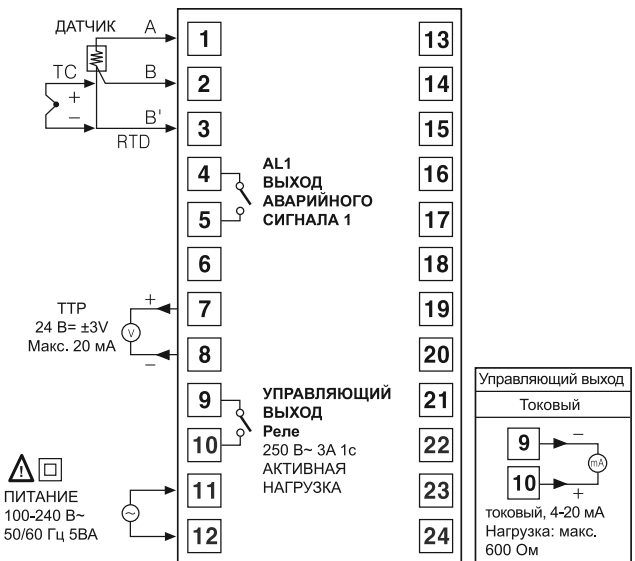 ДАТЧИК A
TC B
+
−
B'
RTD
1
2
3
4
5
6
7
8
9
10
11
12
AL1
ВЫХОД
АВАРИЙНОГО
СИГНАЛА 1
ТТР
24 В= ±3V
Макс. 20 мА
+
V
−
УПРАВЛЯЮЩИЙ
ВЫХОД
Реле
250 В~ 3А 1с
АКТИВНАЯ
НАГРУЗКА
ПИТАНИЕ
100-240 В~
50/60 Гц 5ВА
~
13
14
15
16
17
18
19
20
21
22
23
24
Управляющий выход
Токовый
9 −
mA
10 +
токовый, 4-20 мА
Нагрузка: макс.
600 Ом